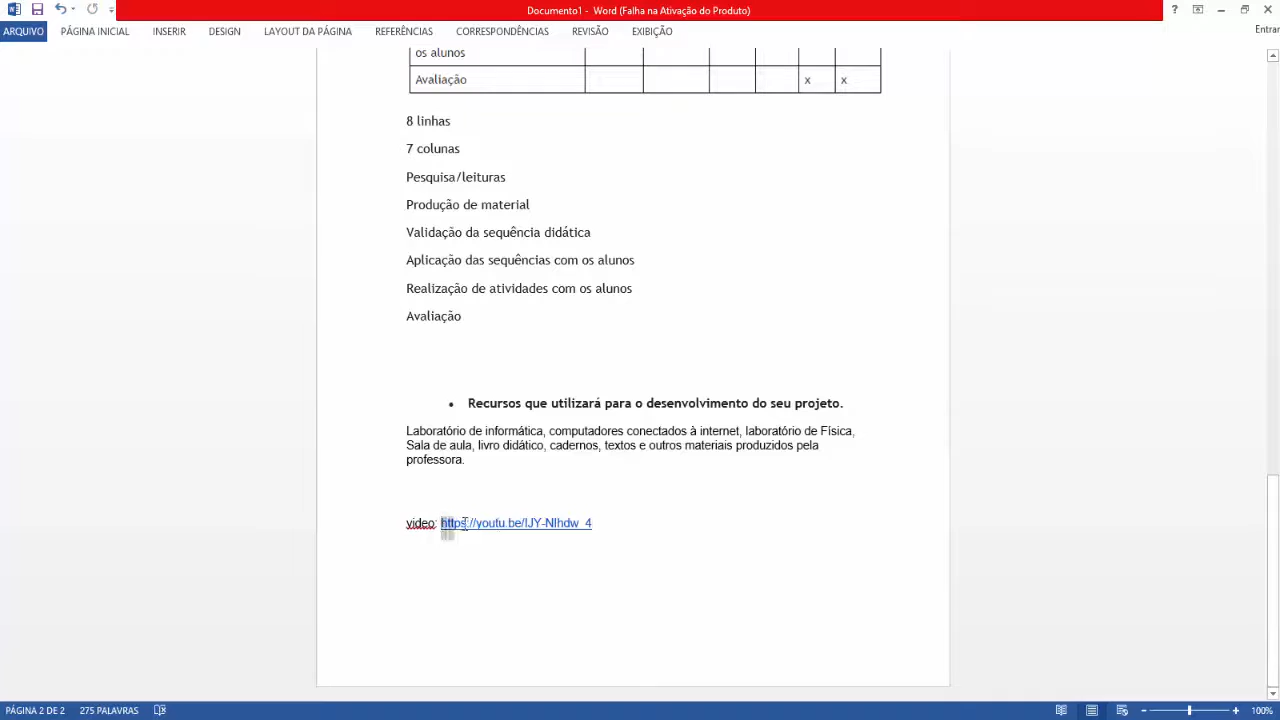 Documento1 - Word (Falha na Ativação do Produto)
?
ARQUIVO PÁGINA INICIAL INSERIR DESIGN LAYOUT DA PÁGINA REFERÊNCIAS CORRESPONDÊNCIAS REVISÃO EXIBIÇÃO Entrar
os alunos
Avaliação x x
8 linhas
7 colunas
Pesquisa/leituras
Produção de material
Validação da sequência didática
Aplicação das sequências com os alunos
Realização de atividades com os alunos
Avaliação
• Recursos que utilizará para o desenvolvimento do seu projeto.
Laboratório de informática, computadores conectados à internet, laboratório de Física,
Sala de aula, livro didático, cadernos, textos e outros materiais produzidos pela
professora.
video: https://youtu.be/IJY-NIhdw_4
PÁGINA 2 DE 2 275 PALAVRAS 100%